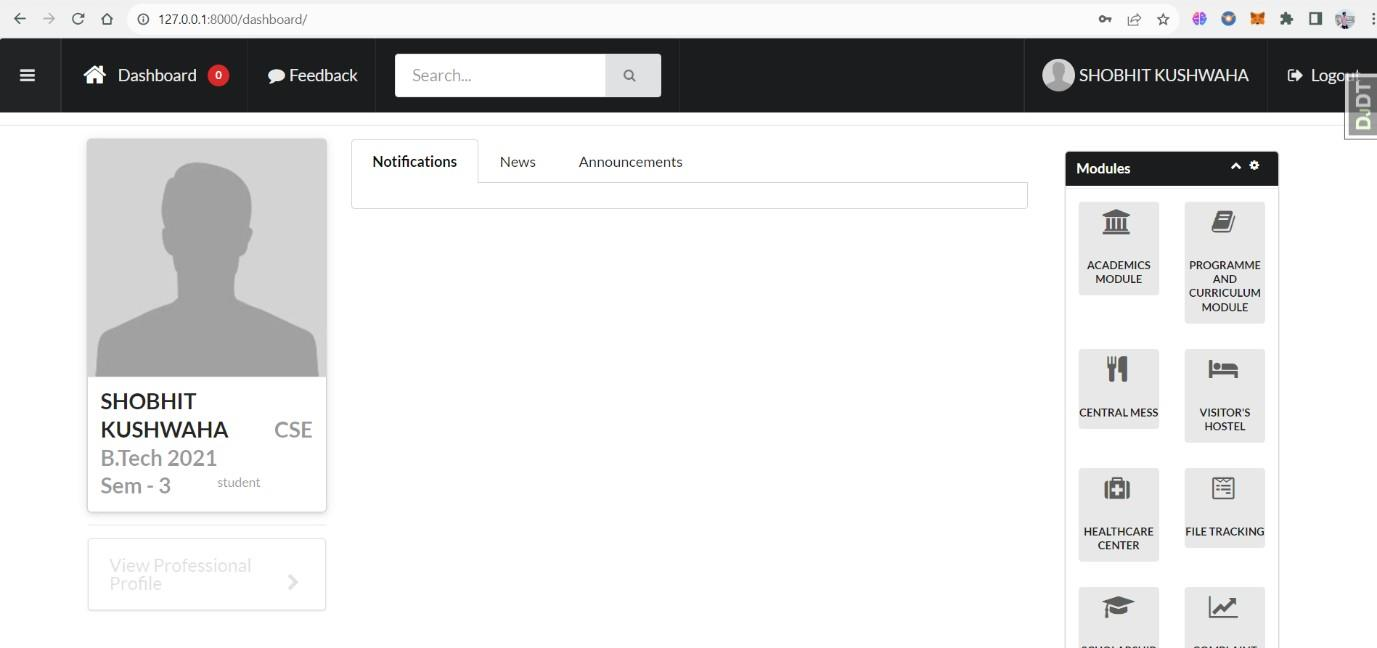 127.0.0.1:8000/dashboard/
Dashboard 0
Feedback
Search...
SHOBHIT KUSHWAHA
Logout
DJDT
SHOBHIT
KUSHWAHA CSE
B.Tech 2021
Sem - 3 student
View Professional
Profile
Notifications News Announcements
Modules
ACADEMICS
MODULE
PROGRAMME
AND
CURRICULUM
MODULE
CENTRAL MESS
VISITOR'S
HOSTEL
HEALTHCARE
CENTER
FILE TRACKING
SCHOLARSHIP
COMPLAINT